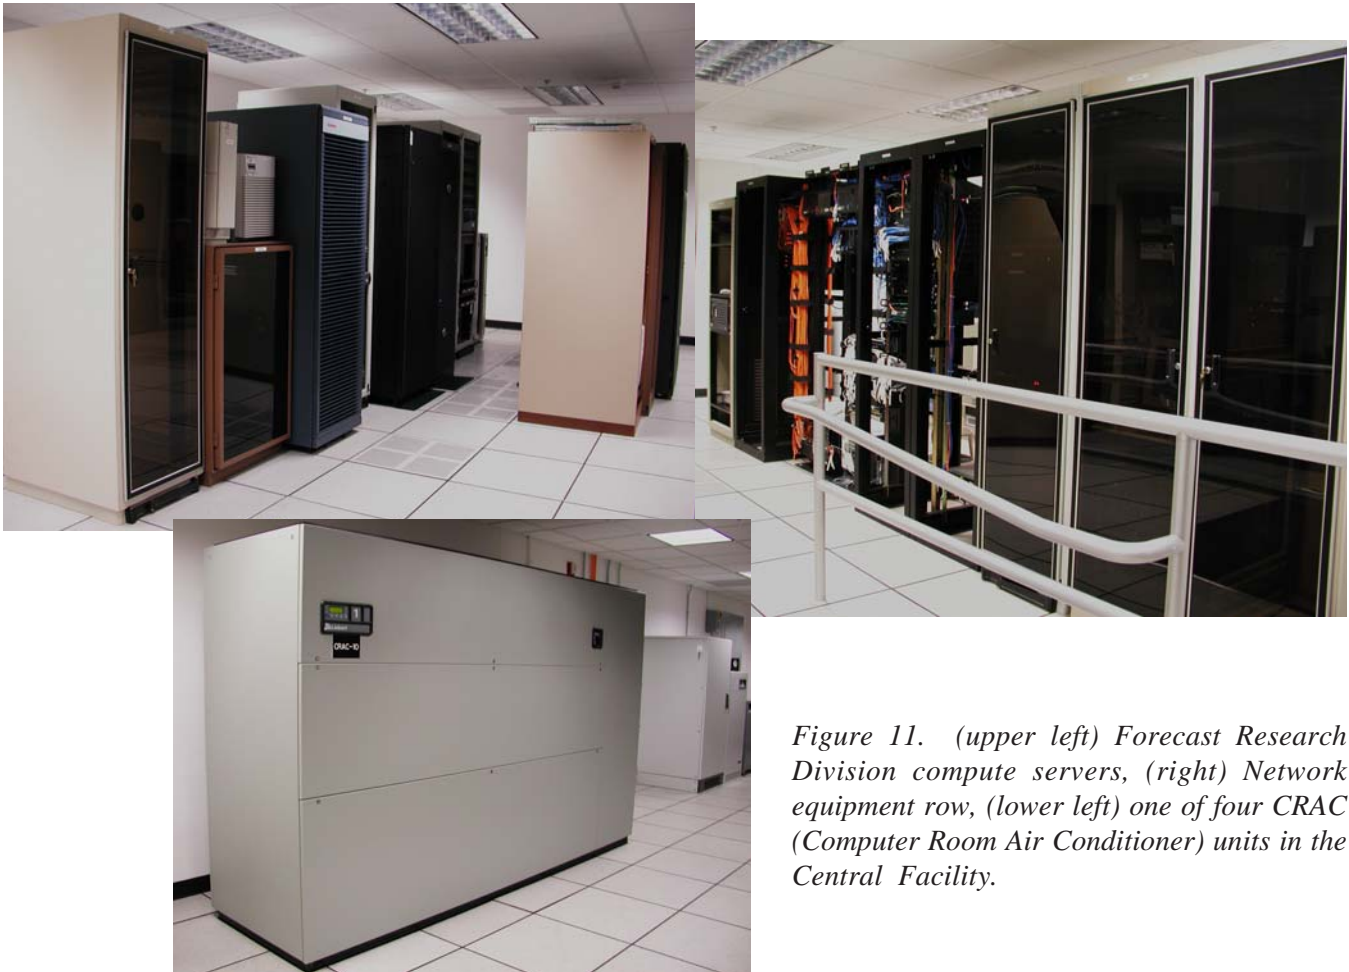 1
CRAC-10
Figure 11. (upper left) Forecast Research
Division compute servers, (right) Network
equipment row, (lower left) one of four CRAC
(Computer Room Air Conditioner) units in the
Central Facility.